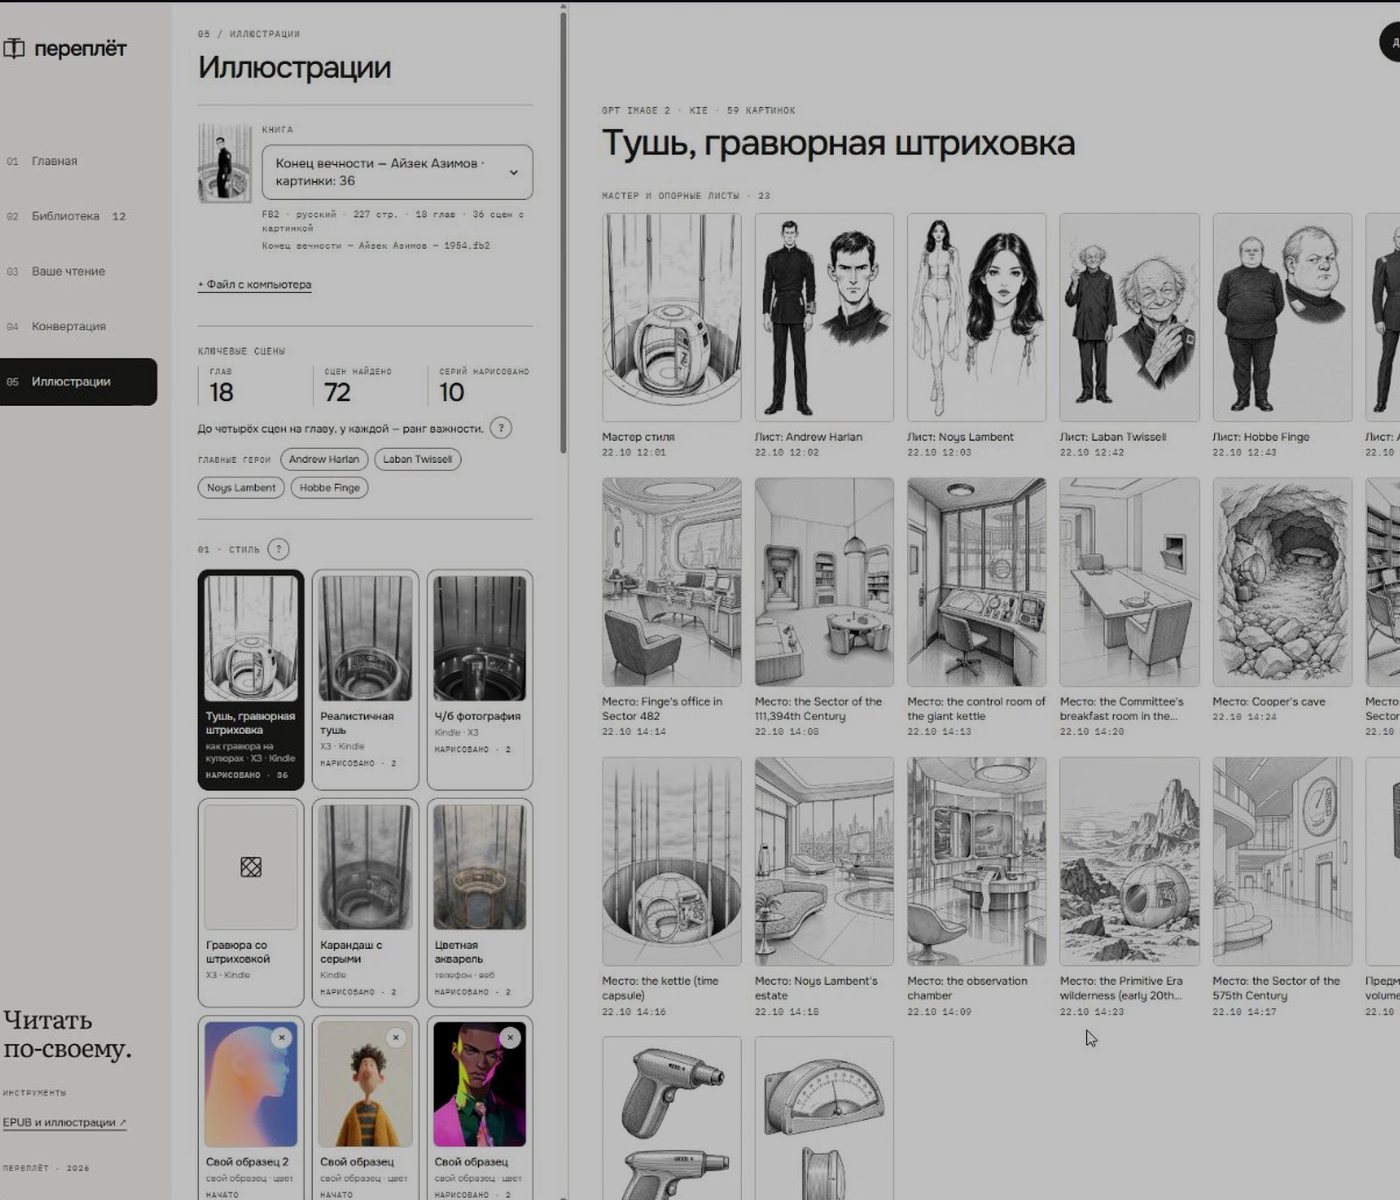 переплёт
01 Главная
02 Библиотека 12
03 Ваше чтение
04 Конвертация
05 Иллюстрации
Читать
по-своему.
ИНСТРУМЕНТЫ
EPUB и иллюстрации ↗
ПЕРЕПЛЁТ · 2026
05 / ИЛЛЮСТРАЦИИ
Иллюстрации
КНИГА
Конец вечности — Айзек Азимов ·
картинки: 36
FB2 · русский · 227 стр. · 18 глав · 36 сцен с
картинкой
Конец вечности — Айзек Азимов — 1954.fb2
+ Файл с компьютера
КЛЮЧЕВЫЕ СЦЕНЫ
ГЛАВ
18
СЦЕН НАЙДЕНО
72
СЕРИЙ НАРИСОВАНО
10
До четырёх сцен на главу, у каждой — ранг важности. ?
ГЛАВНЫЕ ГЕРОИ Andrew Harlan Laban Twissell
Noys Lambent Hobbe Finge
01 · СТИЛЬ ?
Тушь, гравюрная
штриховка
как гравюра на
купюрах · X3 · Kindle
НАРИСОВАНО · 36
Реалистичная
тушь
X3 · Kindle
НАРИСОВАНО · 2
Ч/б фотография
Kindle · X3
НАРИСОВАНО · 2
Гравюра со
штриховкой
X3 · Kindle
Карандаш с
серыми
Kindle
НАРИСОВАНО · 2
Цветная
акварель
телефон · веб
НАРИСОВАНО · 2
Свой образец 2
свой образец · цвет
НАЧАТО
Свой образец
свой образец · цвет
НАЧАТО
Свой образец
свой образец · цвет
НАРИСОВАНО · 2
GPT IMAGE 2 · KIE · 59 КАРТИНОК
Тушь, гравюрная штриховка
МАСТЕР И ОПОРНЫЕ ЛИСТЫ · 23
Мастер стиля
22.10 12:01
Лист: Andrew Harlan
22.10 12:02
Лист: Noys Lambent
22.10 12:03
Лист: Laban Twissell
22.10 12:42
Лист: Hobbe Finge
22.10 12:43
Лист:
22.10
Место: Finge's office in
Sector 482
22.10 14:14
Место: the Sector of the
111,394th Century
22.10 14:08
Место: the control room of
the giant kettle
22.10 14:13
Место: the Committee's
breakfast room in the...
22.10 14:20
Место: Cooper's cave
22.10 14:24
Место:
22.10
Место: the kettle (time
capsule)
22.10 14:16
Место: Noys Lambent's
estate
22.10 14:18
Место: the observation
chamber
22.10 14:09
Место: the Primitive Era
wilderness (early 20th...
22.10 14:23
Место: the Sector of the
575th Century
22.10 14:17
22.10